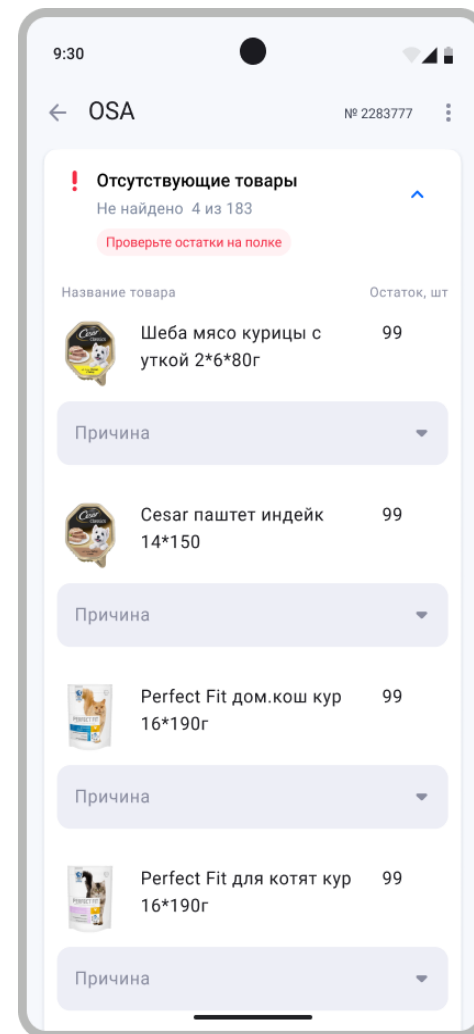 9:30
OSA
№ 2283777
Отсутствующие товары
Не найдено 4 из 183
Проверьте остатки на полке
Название товара
Остаток, шт
Шеба мясо курицы с
уткой 2*6*80г
99
Причина
Cesar паштет индейк
14*150
99
Причина
Perfect Fit дом.кош кур
16*190г
99
Причина
Perfect Fit для котят кур
16*190г
99
Причина